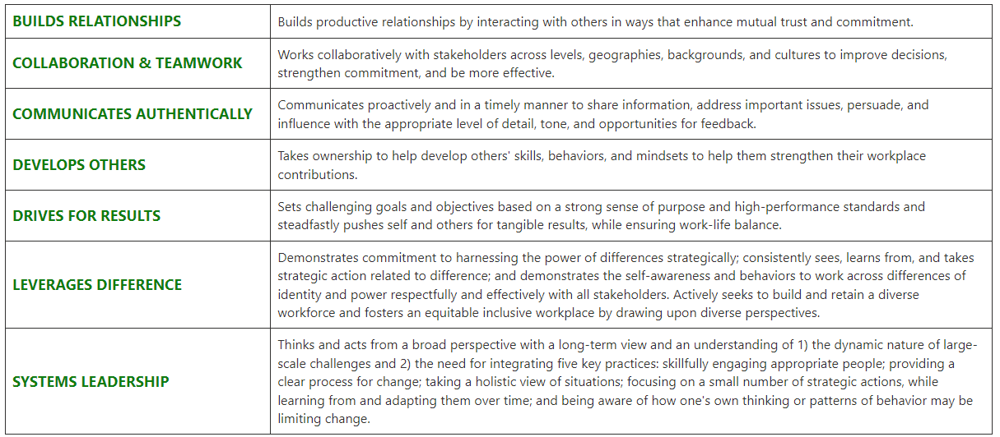 BUILDS RELATIONSHIPS
Builds productive relationships by interacting with others in ways that enhance mutual trust and commitment.
COLLABORATION & TEAMWORK
Works collaboratively with stakeholders across levels, geographies, backgrounds, and cultures to improve decisions,
strengthen commitment, and be more effective.
COMMUNICATES AUTHENTICALLY
Communicates proactively and in a timely manner to share information, address important issues, persuade, and
influence with the appropriate level of detail, tone, and opportunities for feedback.
DEVELOPS OTHERS
Takes ownership to help develop others' skills, behaviors, and mindsets to help them strengthen their workplace
contributions.
DRIVES FOR RESULTS
Sets challenging goals and objectives based on a strong sense of purpose and high-performance standards and
steadfastly pushes self and others for tangible results, while ensuring work-life balance.
LEVERAGES DIFFERENCE
Demonstrates commitment to harnessing the power of differences strategically; consistently sees, learns from, and takes
strategic action related to difference; and demonstrates the self-awareness and behaviors to work across differences of
identity and power respectfully and effectively with all stakeholders. Actively seeks to build and retain a diverse
workforce and fosters an equitable inclusive workplace by drawing upon diverse perspectives.
SYSTEMS LEADERSHIP
Thinks and acts from a broad perspective with a long-term view and an understanding of 1) the dynamic nature of large-
scale challenges and 2) the need for integrating five key practices: skillfully engaging appropriate people; providing a
clear process for change; taking a holistic view of situations; focusing on a small number of strategic actions, while
learning from and adapting them over time; and being aware of how one's own thinking or patterns of behavior may be
limiting change.